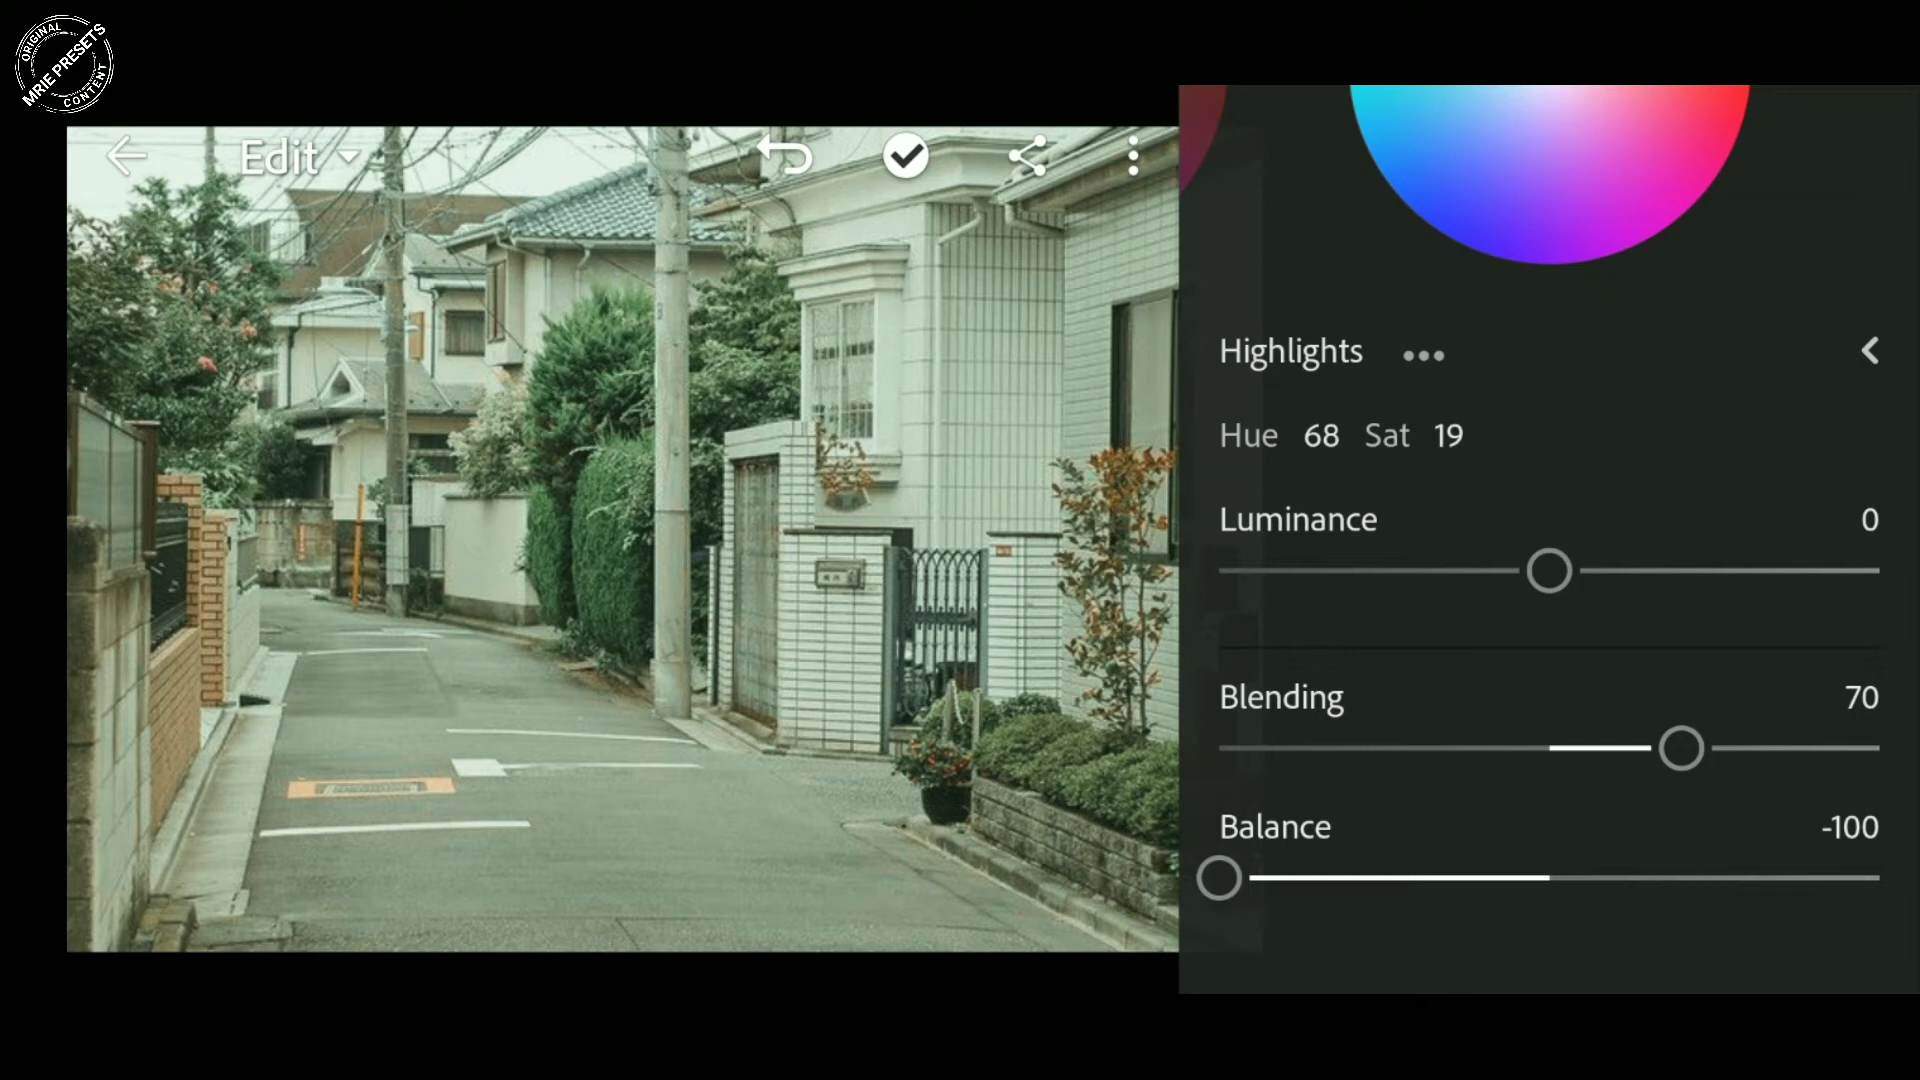 ORIGINAL
MRIE PRESETS
CONTENT
Edit
Highlights
Hue 68 Sat 19
Luminance 0
Blending 70
Balance -100